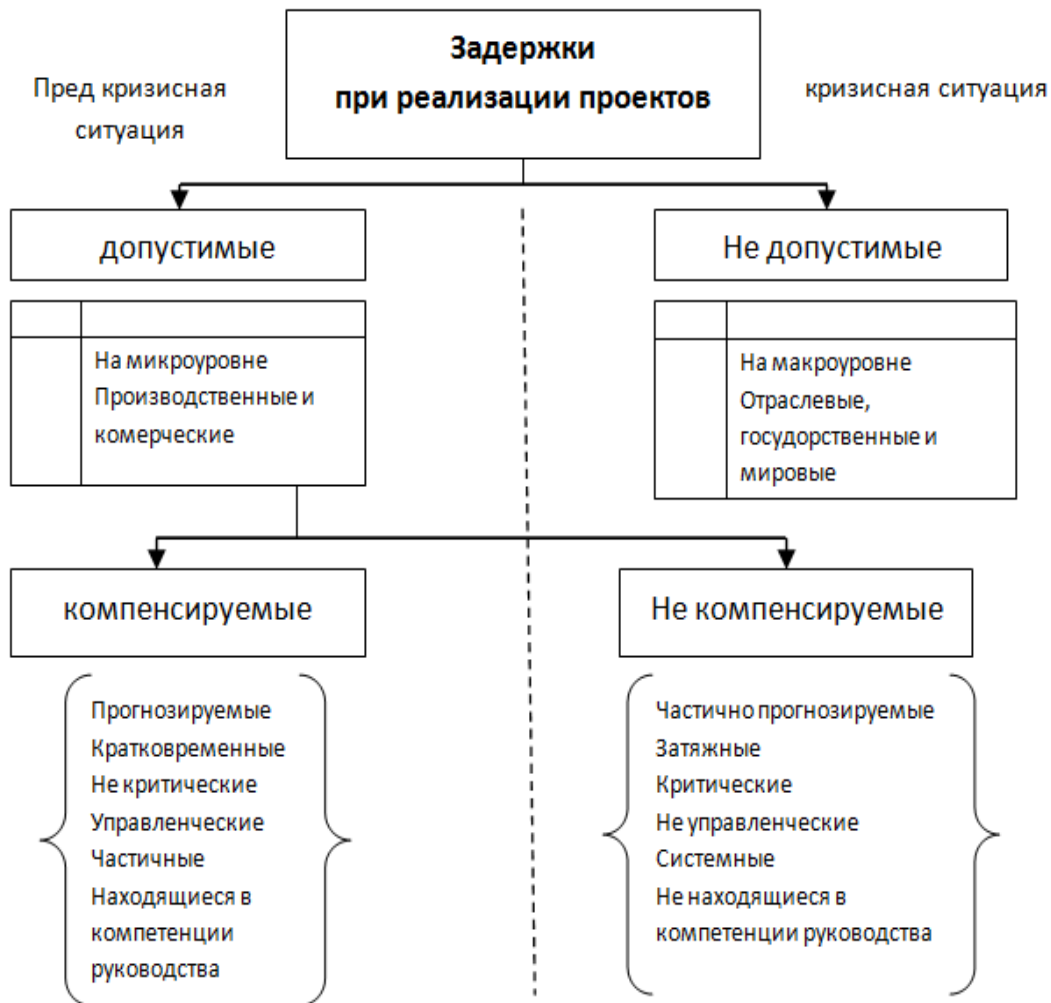 Задержки
при реализации проектов
Пред кризисная
ситуация
кризисная ситуация
допустимые
Не допустимые
На микроуровне
Производственные и
комерческие
На макроуровне
Отраслевые,
государственные и
мировые
компенсируемые
Не компенсируемые
Прогнозируемые
Кратковременные
Не критические
Управленческие
Частичные
Находящиеся в
компетенции
руководства
Частично прогнозируемые
Затяжные
Критические
Не управленческие
Системные
Не находящиеся в
компетенции руководства